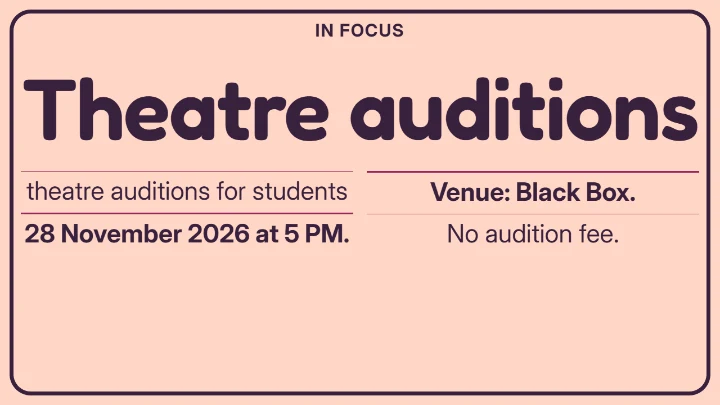 IN FOCUS
Theatre auditions
theatre auditions for students
28 November 2026 at 5 PM.
Venue: Black Box.
No audition fee.